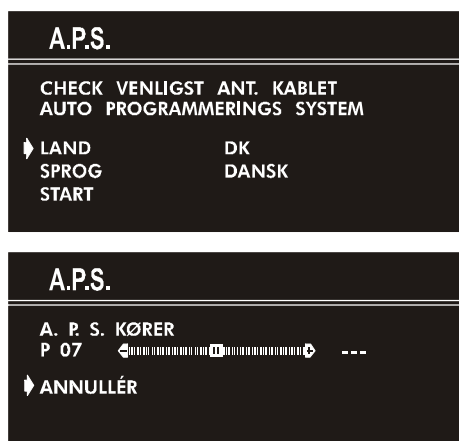 A.P.S.
CHECK VENLIGST ANT. KABLET
AUTO PROGRAMMERINGS SYSTEM
LAND DK
SPROG DANSK
START
A.P.S.
A. P. S. KØRER
P 07 ---
ANNULLÉR